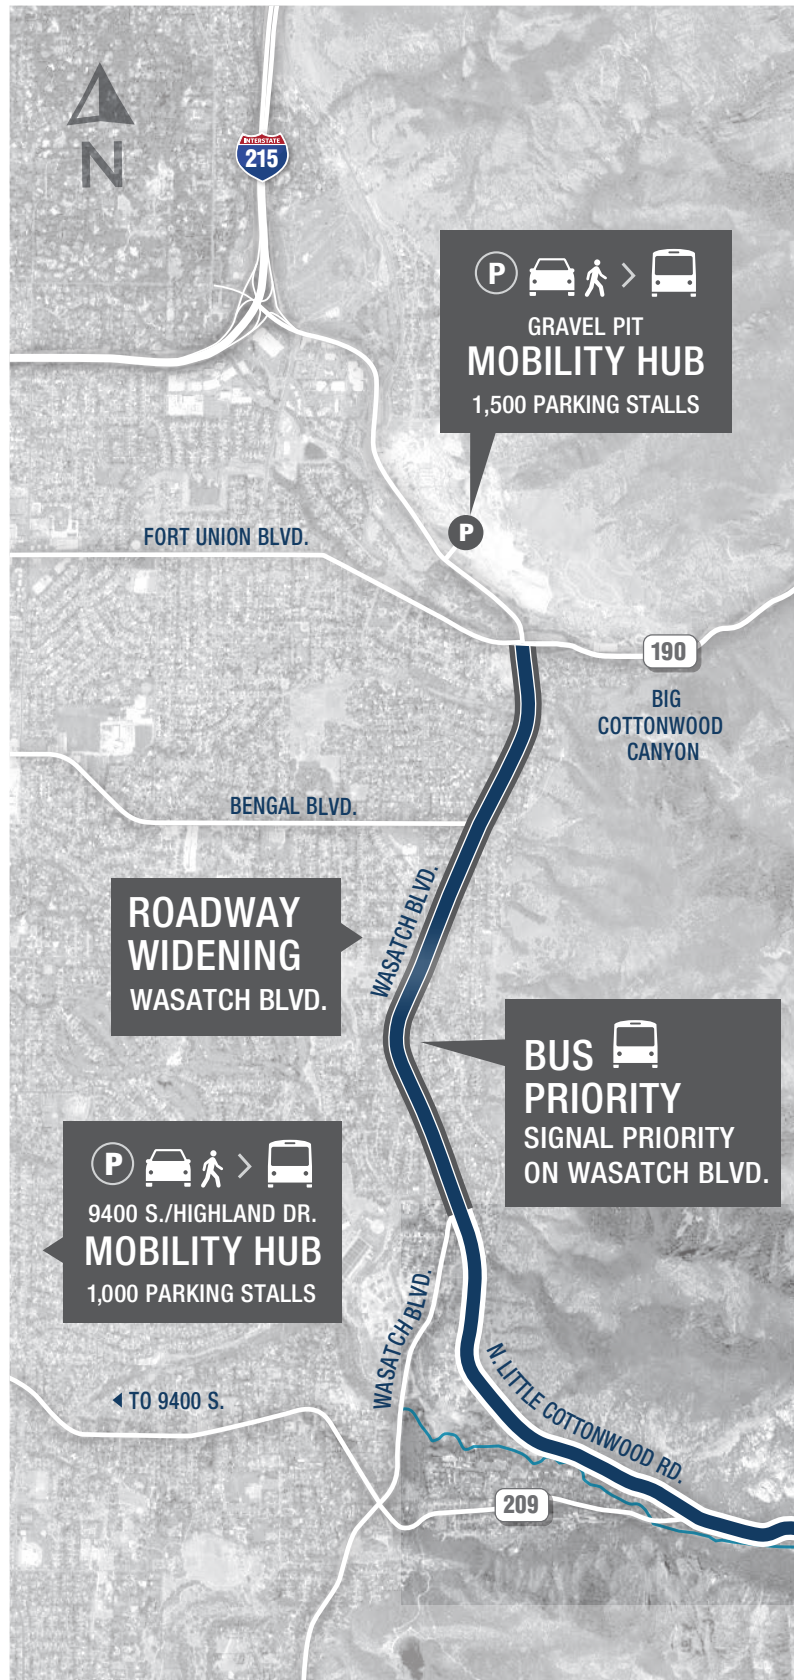 N
INTERSTATE
215
P
GRAVEL PIT
MOBILITY HUB
1,500 PARKING STALLS
P
FORT UNION BLVD.
190
BIG
COTTONWOOD
CANYON
BENGAL BLVD.
WASATCH BLVD.
ROADWAY
WIDENING
WASATCH BLVD.
BUS
PRIORITY
SIGNAL PRIORITY
ON WASATCH BLVD.
P
9400 S./HIGHLAND DR.
MOBILITY HUB
1,000 PARKING STALLS
WASATCH BLVD.
N. LITTLE COTTONWOOD RD.
TO 9400 S.
209